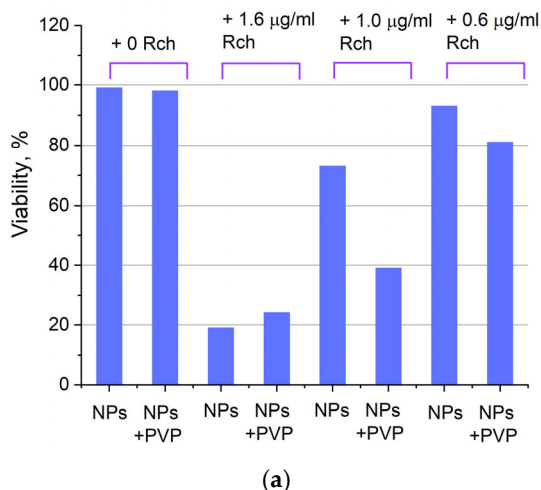 120
100
80
60
40
20
0
Viability, %
+ 0 Rch
+ 1.6 µg/ml
Rch
+ 1.0 µg/ml
Rch
+ 0.6 µg/ml
Rch
NPs
NPs
+PVP
NPs
NPs
+PVP
NPs
NPs
+PVP
NPs
NPs
+PVP
(a)